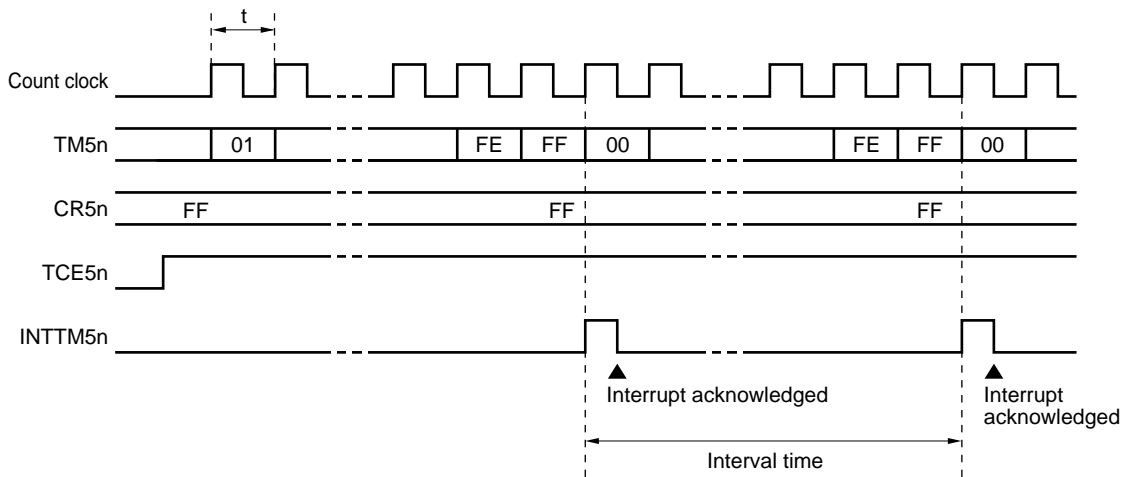 t
Count clock
TM5n 01 FE FF 00 FE FF 00
CR5n FF FF FF
TCE5n
INTTM5n
Interrupt acknowledged
Interrupt
acknowledged
Interval time